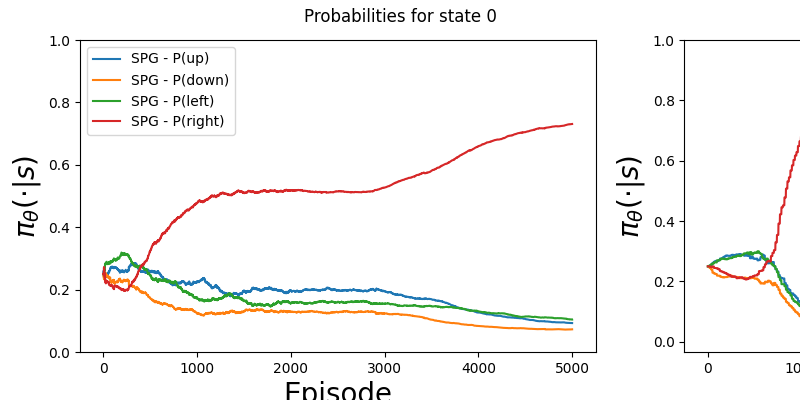 Probabilities for state 0
1.0
0.8
0.6
0.4
0.2
0.0
π_θ(·|s)
SPG - P(up)
SPG - P(down)
SPG - P(left)
SPG - P(right)
0 1000 2000 3000 4000 5000
Episode
1.0
0.8
0.6
0.4
0.2
0.0
π_θ(·|s)
0